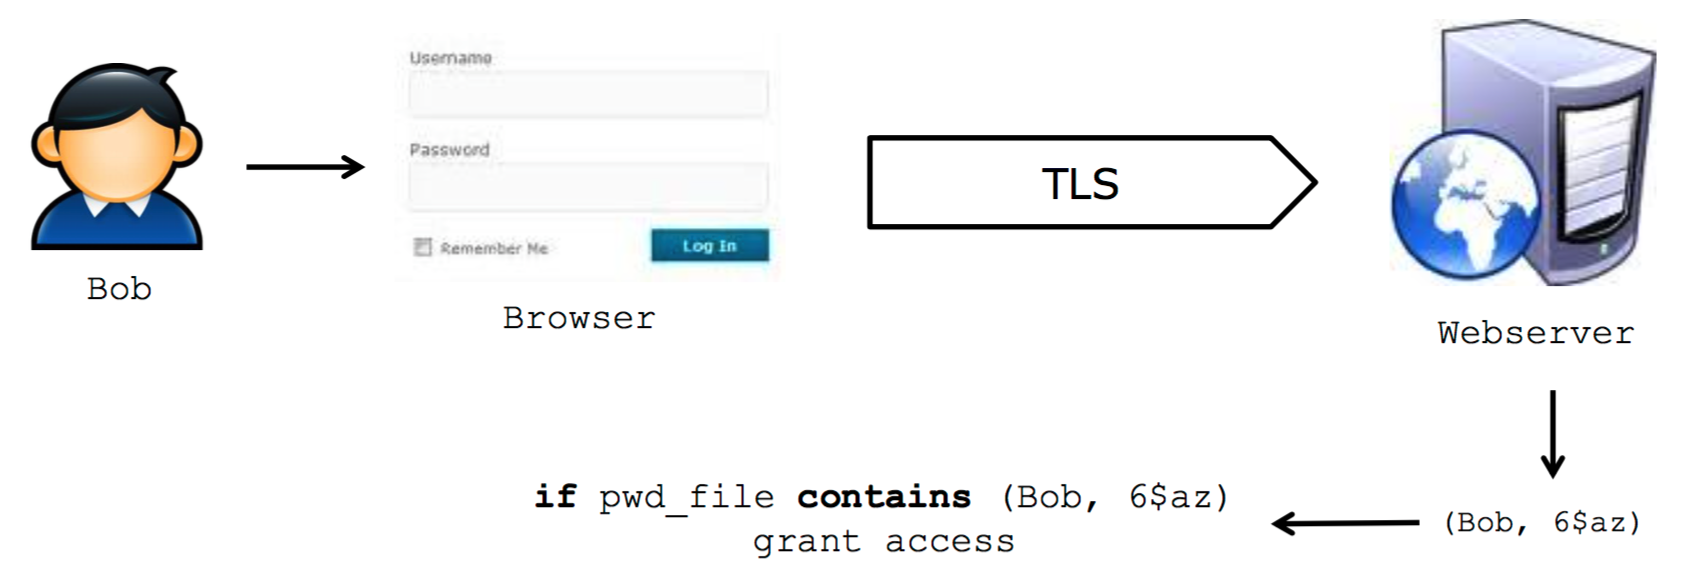 Username
Password
Remember Me
Log In
TLS
Bob
Browser
Webserver
if pwd_file contains (Bob, 6$az)
grant access
(Bob, 6$az)